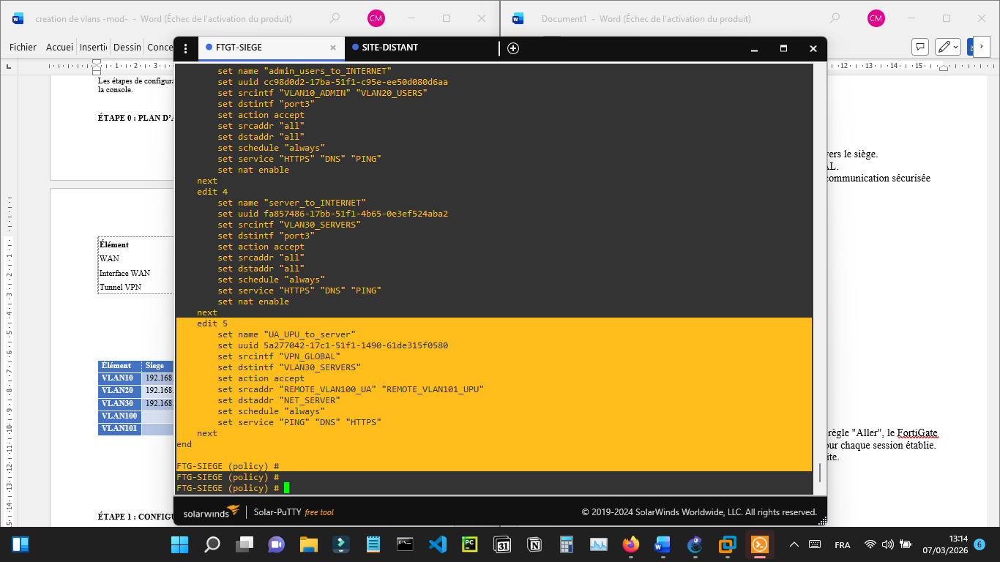 creation de vlans -mod- - Word (Échec de l'activation du produit)
CM
Document1 - Word (Échec de l'activation du produit)
CM
Fichier Accuei Insertio Dessin Conce
FTGT-SIEGE
SITE-DISTANT
1 2 3
12 13 14 15
Les étapes de configura
la console.
ÉTAPE 0 : PLAN D'A
Élément
WAN
Interface WAN
Tunnel VPN
Élément Siege
VLAN10 192.168.
VLAN20 192.168.
VLAN30 192.168.
VLAN100
VLAN101
ÉTAPE 1 : CONFIGU
set name "admin_users_to_INTERNET"
set uuid cc98d0d2-17ba-51f1-c95e-ee50d080d6aa
set srcintf "VLAN10_ADMIN" "VLAN20_USERS"
set dstintf "port3"
set action accept
set srcaddr "all"
set dstaddr "all"
set schedule "always"
set service "HTTPS" "DNS" "PING"
set nat enable
next
edit 4
set name "server_to_INTERNET"
set uuid fa857486-17bb-51f1-4b65-0e3ef524aba2
set srcintf "VLAN30_SERVERS"
set dstintf "port3"
set action accept
set srcaddr "all"
set dstaddr "all"
set schedule "always"
set service "HTTPS" "DNS" "PING"
set nat enable
next
edit 5
set name "UA_UPU_to_server"
set uuid 5a277042-17c1-51f1-1490-61de315f0580
set srcintf "VPN_GLOBAL"
set dstintf "VLAN30_SERVERS"
set action accept
set srcaddr "REMOTE_VLAN100_UA" "REMOTE_VLAN101_UPU"
set dstaddr "NET_SERVER"
set schedule "always"
set service "PING" "DNS" "HTTPS"
next
end
FTG-SIEGE (policy) #
FTG-SIEGE (policy) #
FTG-SIEGE (policy) #
vers le siège.
AL.
communication sécurisée
règle "Aller", le FortiGate
our chaque session établie.
ite.
solarwinds Solar-PuTTY free tool
© 2019-2024 SolarWinds Worldwide, LLC. All rights reserved.
PC
31
FRA
13:14
07/03/2026
6